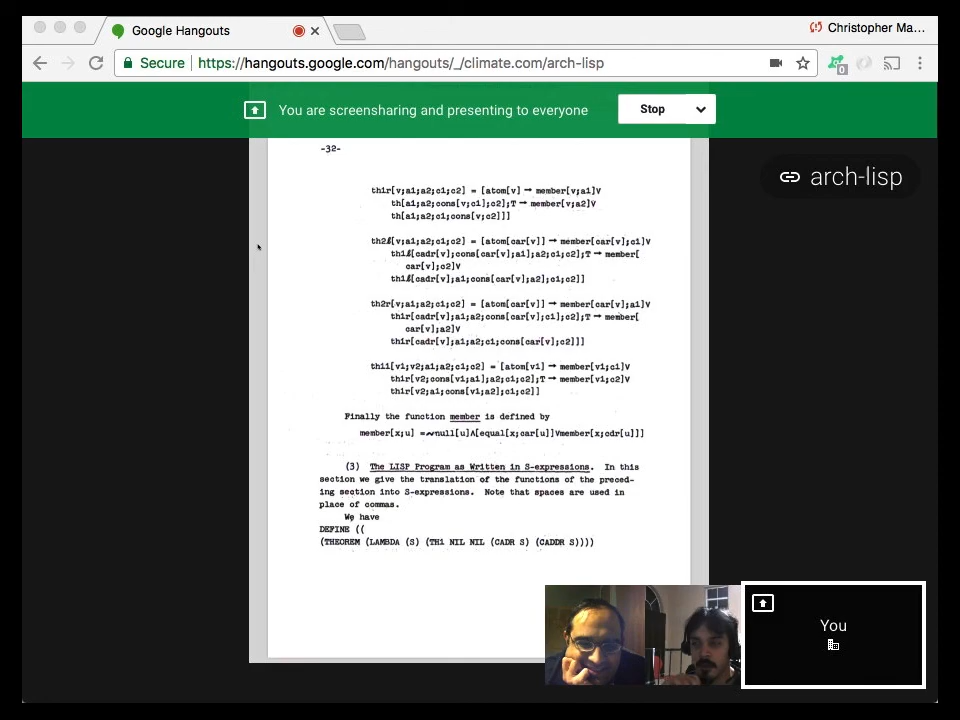 Google Hangouts
Christopher Ma...
Secure https://hangouts.google.com/hangouts/_/climate.com/arch-lisp
0
You are screensharing and presenting to everyone
Stop
arch-lisp
-32-
th1r[v;a1;a2;c1;c2] = [atom[v] → member[v;a1]V
th[a1;a2;cons[v;c1];c2];T → member[v;a2]V
th[a1;a2;c1;cons[v;c2]]]
th2ℓ[v;a1;a2;c1;c2] = [atom[car[v]] → member[car[v];c1]V
th1ℓ[cadr[v];cons[car[v];a1];a2;c1;c2];T → member[
car[v];c2]V
th1ℓ[cadr[v];a1;cons[car[v];a2];c1;c2]]
th2r[v;a1;a2;c1;c2] = [atom[car[v]] → member[car[v];a1]V
th1r[cadr[v];a1;a2;cons[car[v];c1];c2];T → member[
car[v];a2]V
th1r[cadr[v];a1;a2;c1;cons[car[v];c2]]]
th11[v1;v2;a1;a2;c1;c2] = [atom[v1] → member[v1;c1]V
th1r[v2;cons[v1;a1];a2;c1;c2];T → member[v1;c2]V
th1r[v2;a1;cons[v1;a2];c1;c2]]
Finally the function member is defined by
member[x;u] =~null[u]Λ[equal[x;car[u]]Vmember[x;cdr[u]]]
(3) The LISP Program as Written in S-expressions. In this
section we give the translation of the functions of the preced-
ing section into S-expressions. Note that spaces are used in
place of commas.
We have
DEFINE ((
(THEOREM (LAMBDA (S) (TH1 NIL NIL (CADR S) (CADDR S))))
You